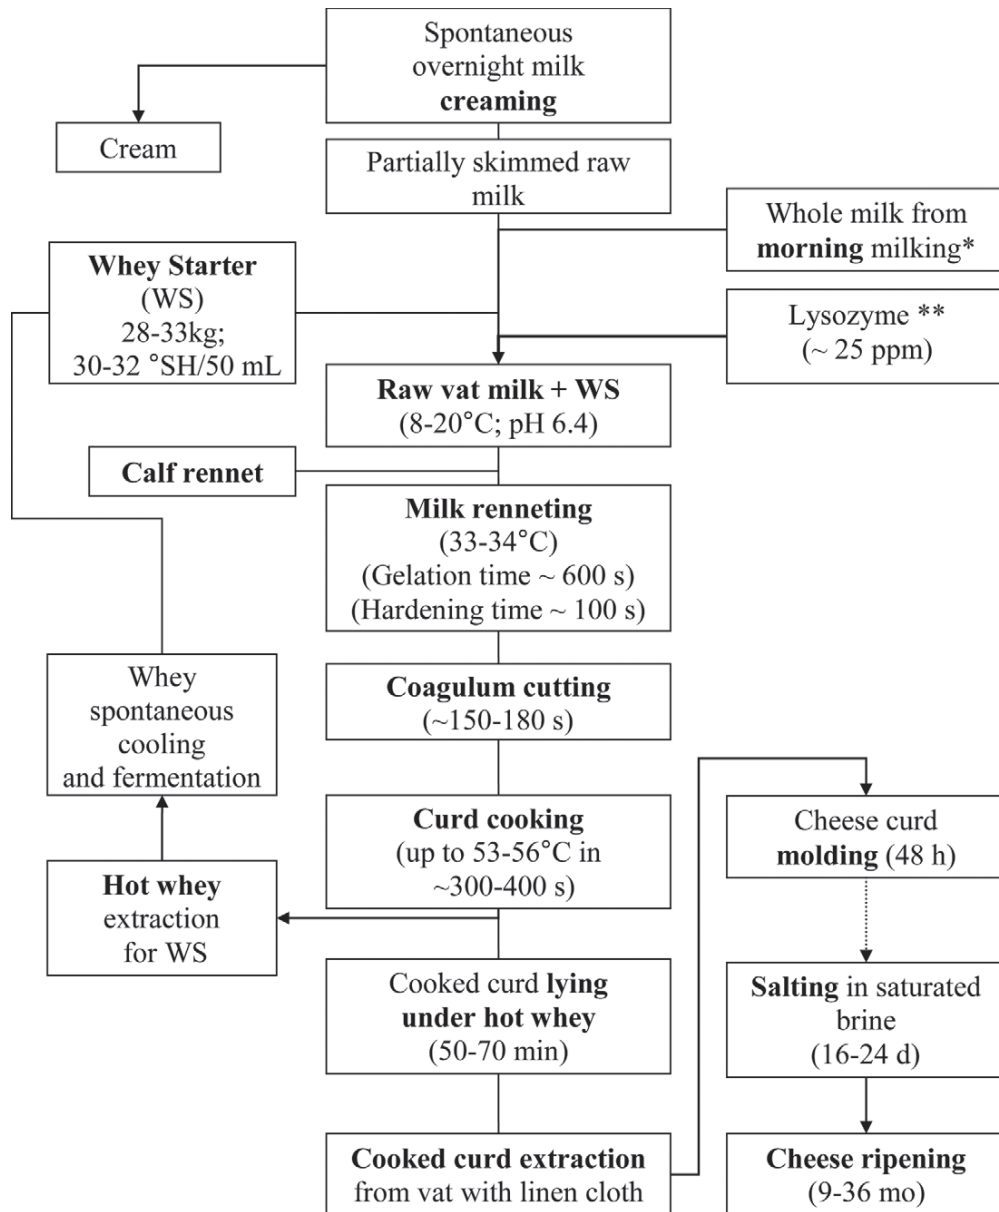 Spontaneous
overnight milk
creaming
Cream
Partially skimmed raw
milk
Whole milk from
morning milking*
Whey Starter
(WS)
28-33kg;
30-32 °SH/50 mL
Lysozyme **
(~ 25 ppm)
Raw vat milk + WS
(8-20°C; pH 6.4)
Calf rennet
Milk renneting
(33-34°C)
(Gelation time ~ 600 s)
(Hardening time ~ 100 s)
Whey
spontaneous
cooling
and fermentation
Coagulum cutting
(~150-180 s)
Curd cooking
(up to 53-56°C in
~300-400 s)
Cheese curd
molding (48 h)
Hot whey
extraction
for WS
Cooked curd lying
under hot whey
(50-70 min)
Salting in saturated
brine
(16-24 d)
Cooked curd extraction
from vat with linen cloth
Cheese ripening
(9-36 mo)